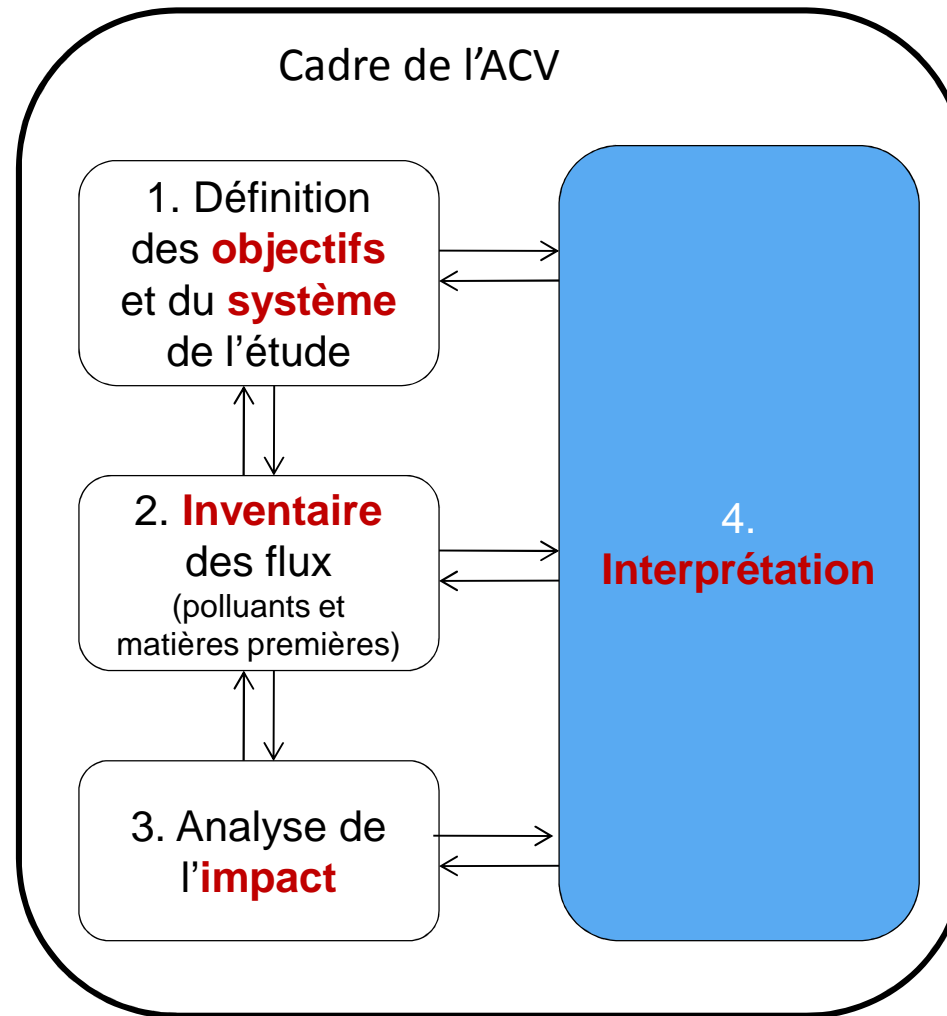 Cadre de l’ACV
1. Définition
des objectifs
et du système
de l’étude
2. Inventaire
des flux
(polluants et
matières premières)
3. Analyse de
l’impact
4.
Interprétation